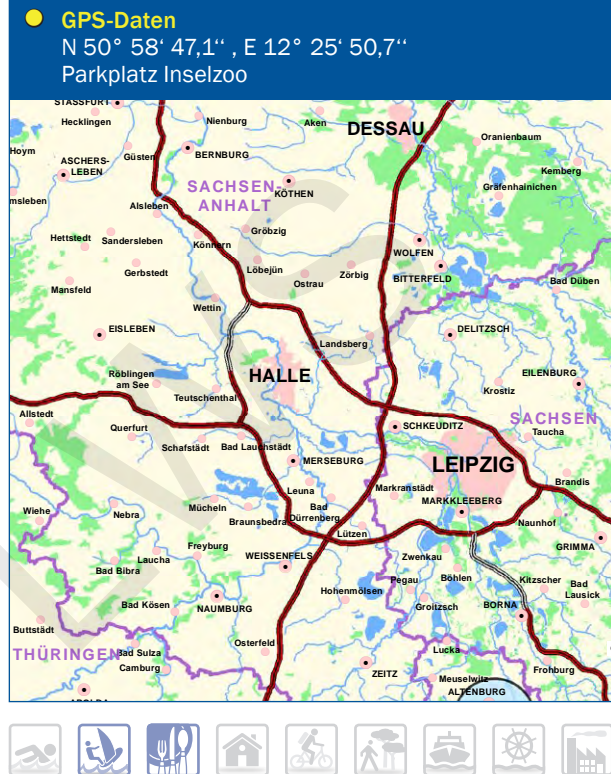 GPS-Daten
N 50° 58‘ 47,1‘‘ , E 12° 25‘ 50,7‘‘
Parkplatz Inselzoo
STASSFURT
Hecklingen
Nienburg
Aken
DESSAU
Oranienbaum
Hoym
ASCHERS-
LEBEN
Güsten
BERNBURG
Kemberg
SACHSEN-
ANHALT
KÖTHEN
Gräfenhainichen
msleben
Alsleben
Hettstedt
Sandersleben
Könnern
Gröbzig
WOLFEN
Gerbstedt
Löbejün
Ostrau
Zörbig
BITTERFELD
Bad Düben
Mansfeld
Wettin
EISLEBEN
Landsberg
DELITZSCH
Röblingen
am See
HALLE
EILENBURG
Teutschenthal
Krostiz
Allstedt
Querfurt
SCHKEUDITZ
SACHSEN
Taucha
Schafstädt
Bad Lauchstädt
MERSEBURG
LEIPZIG
Leuna
Markranstädt
Brandis
Wiehe
Nebra
Mücheln
Braunsbedra
Bad
Dürrenberg
MARKKLEEBERG
Naunhof
Lützen
Freyburg
GRIMMA
Laucha
WEISSENFELS
Zwenkau
Bad Bibra
Pegau
Böhlen
Kitzscher
Bad
Lausick
Hohenmölsen
Bad Kösen
NAUMBURG
Groitzsch
BORNA
Buttstädt
Osterfeld
Lucka
THÜRINGEN
Bad Sulza
Camburg
ZEITZ
Meuselwitz
Frohburg
ALTENBURG